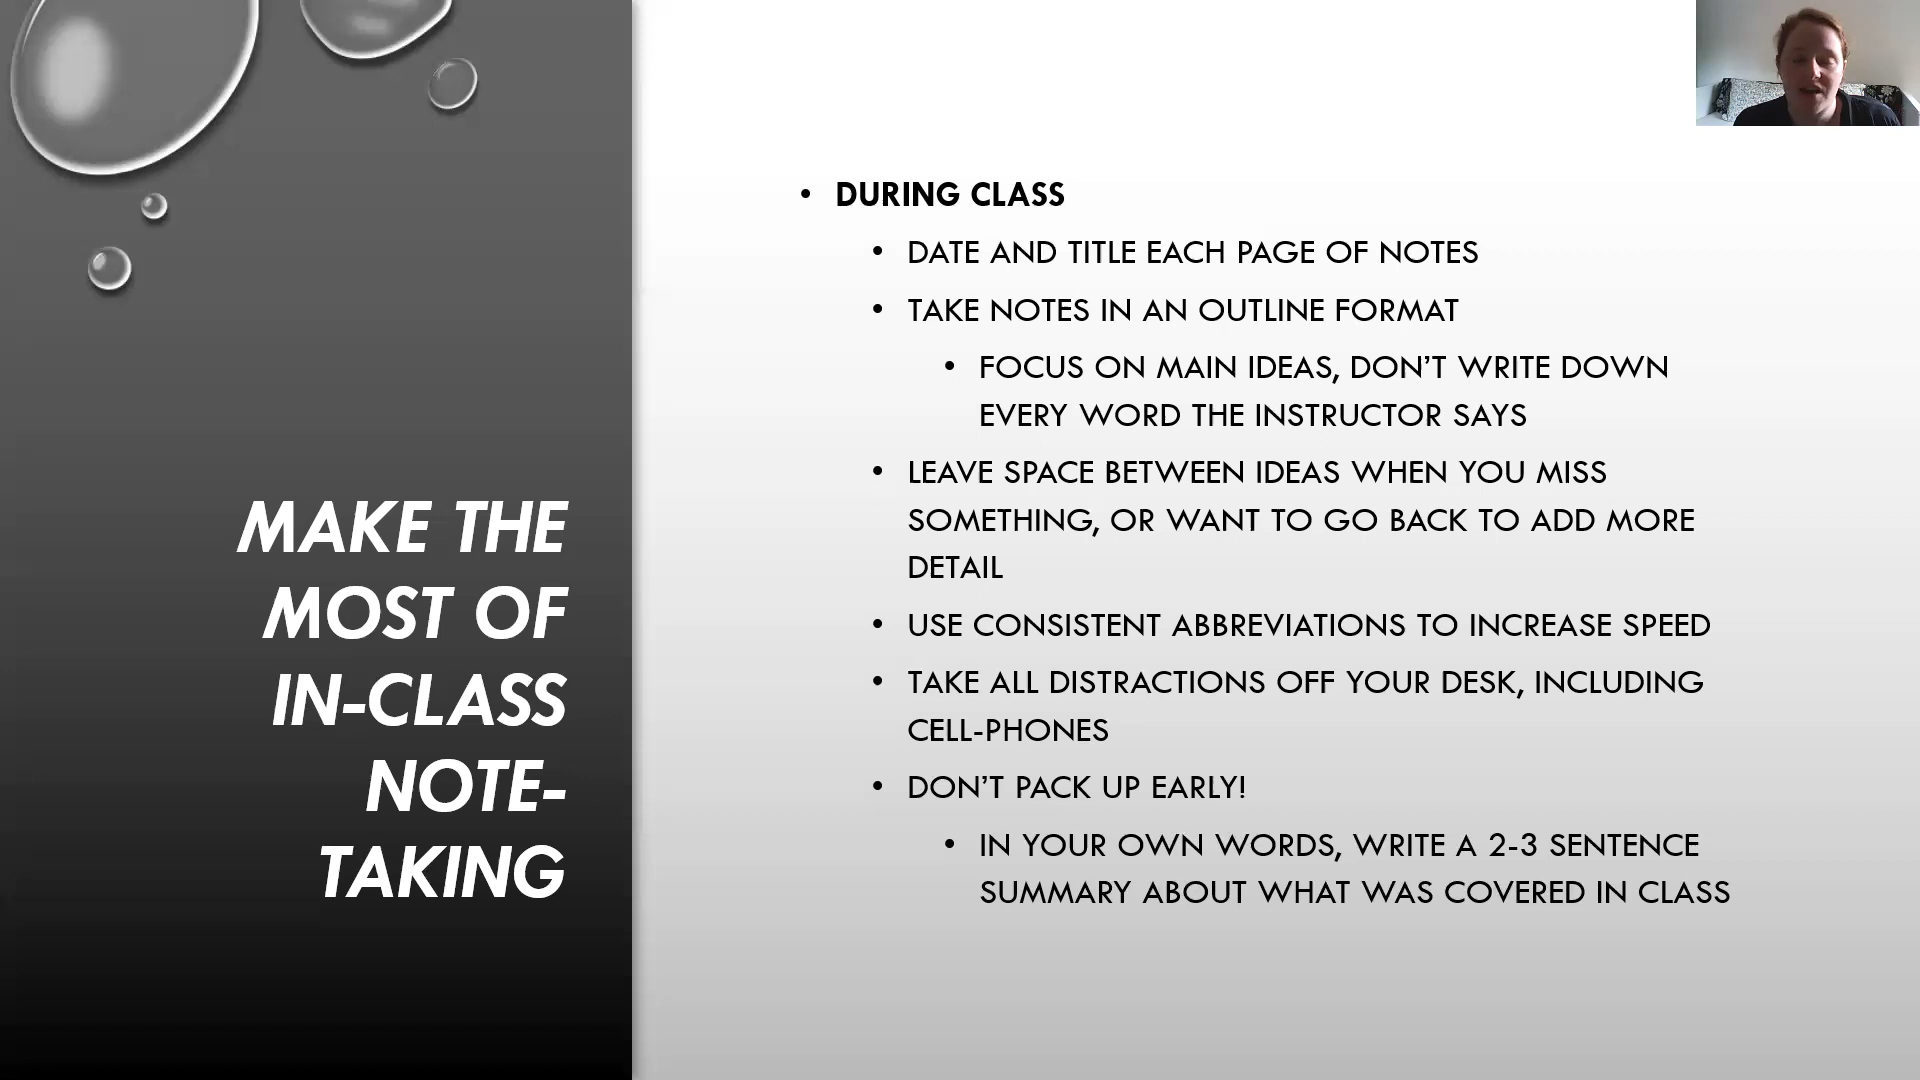 MAKE THE
MOST OF
IN-CLASS
NOTE-
TAKING
• DURING CLASS
• DATE AND TITLE EACH PAGE OF NOTES
• TAKE NOTES IN AN OUTLINE FORMAT
• FOCUS ON MAIN IDEAS, DON’T WRITE DOWN
EVERY WORD THE INSTRUCTOR SAYS
• LEAVE SPACE BETWEEN IDEAS WHEN YOU MISS
SOMETHING, OR WANT TO GO BACK TO ADD MORE
DETAIL
• USE CONSISTENT ABBREVIATIONS TO INCREASE SPEED
• TAKE ALL DISTRACTIONS OFF YOUR DESK, INCLUDING
CELL-PHONES
• DON’T PACK UP EARLY!
• IN YOUR OWN WORDS, WRITE A 2-3 SENTENCE
SUMMARY ABOUT WHAT WAS COVERED IN CLASS